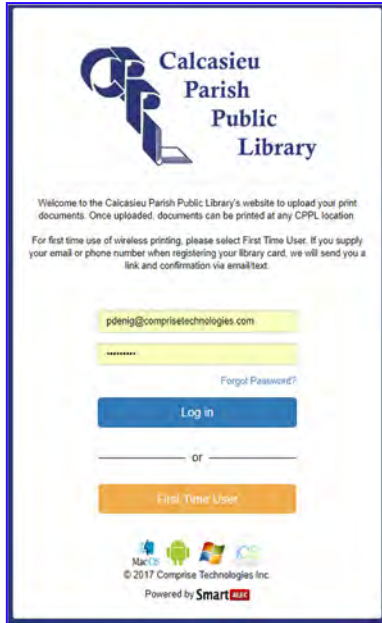 Calcasieu
Parish
Public
Library
Welcome to the Calcasieu Parish Public Library's website to upload your print
documents. Once uploaded, documents can be printed at any CPPL location
For first time use of wireless printing, please select First Time User. If you supply
your email or phone number when registering your library card, we will send you a
link and confirmation via email/text.
pdenig@comprisetechnologies.com
•••••••••
Forgot Password?
Log in
or
First Time User
MacOS iOS
© 2017 Comprise Technologies Inc.
Powered by SmartALEC